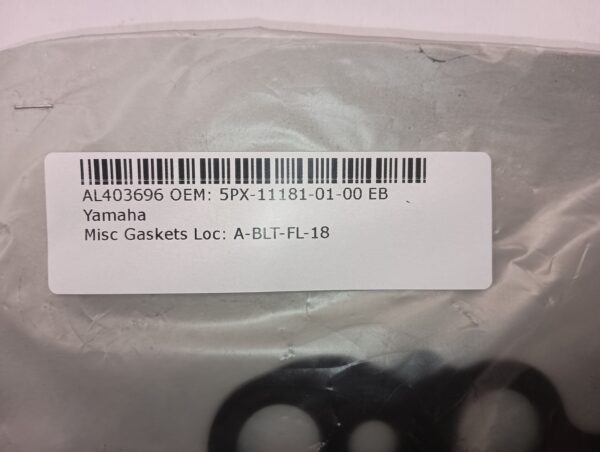 AL403696 OEM: 5PX-11181-01-00 EB
Yamaha
Misc Gaskets Loc: A-BLT-FL-18